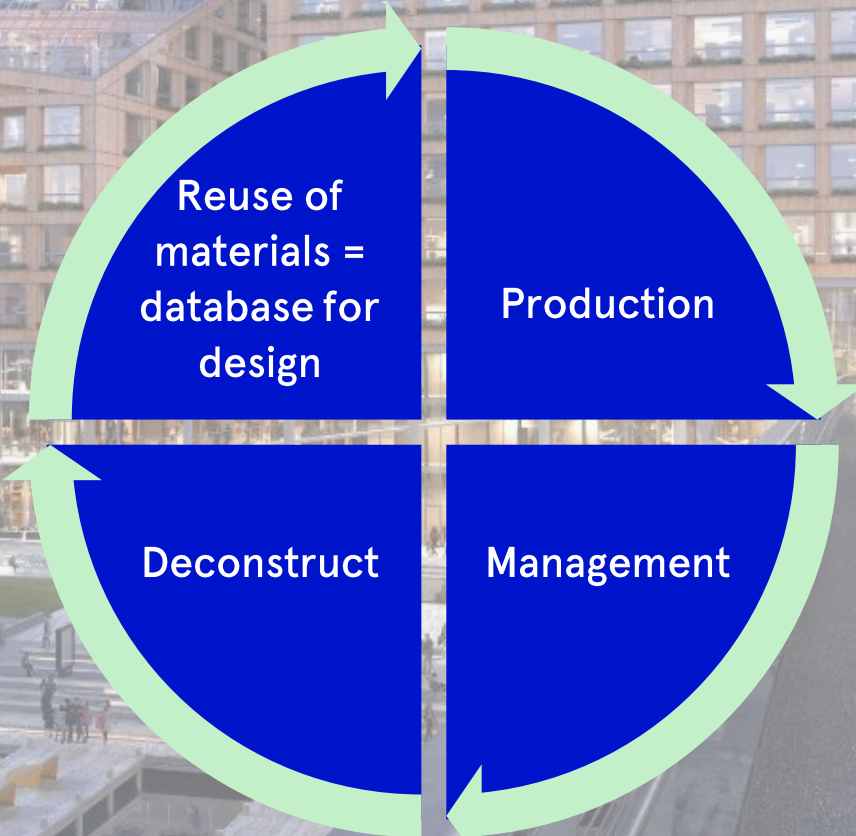 Reuse of
materials =
database for
design
Production
Deconstruct
Management